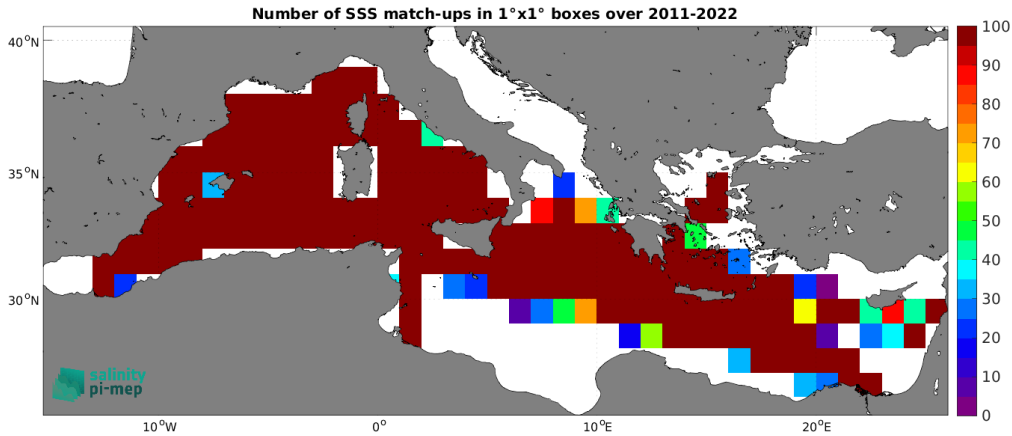 Number of SSS match-ups in 1°x1° boxes over 2011-2022
40°N
35°N
30°N
10°W
0°
10°E
20°E
100
90
80
70
60
50
40
30
20
10
0
salinity
pi-mep